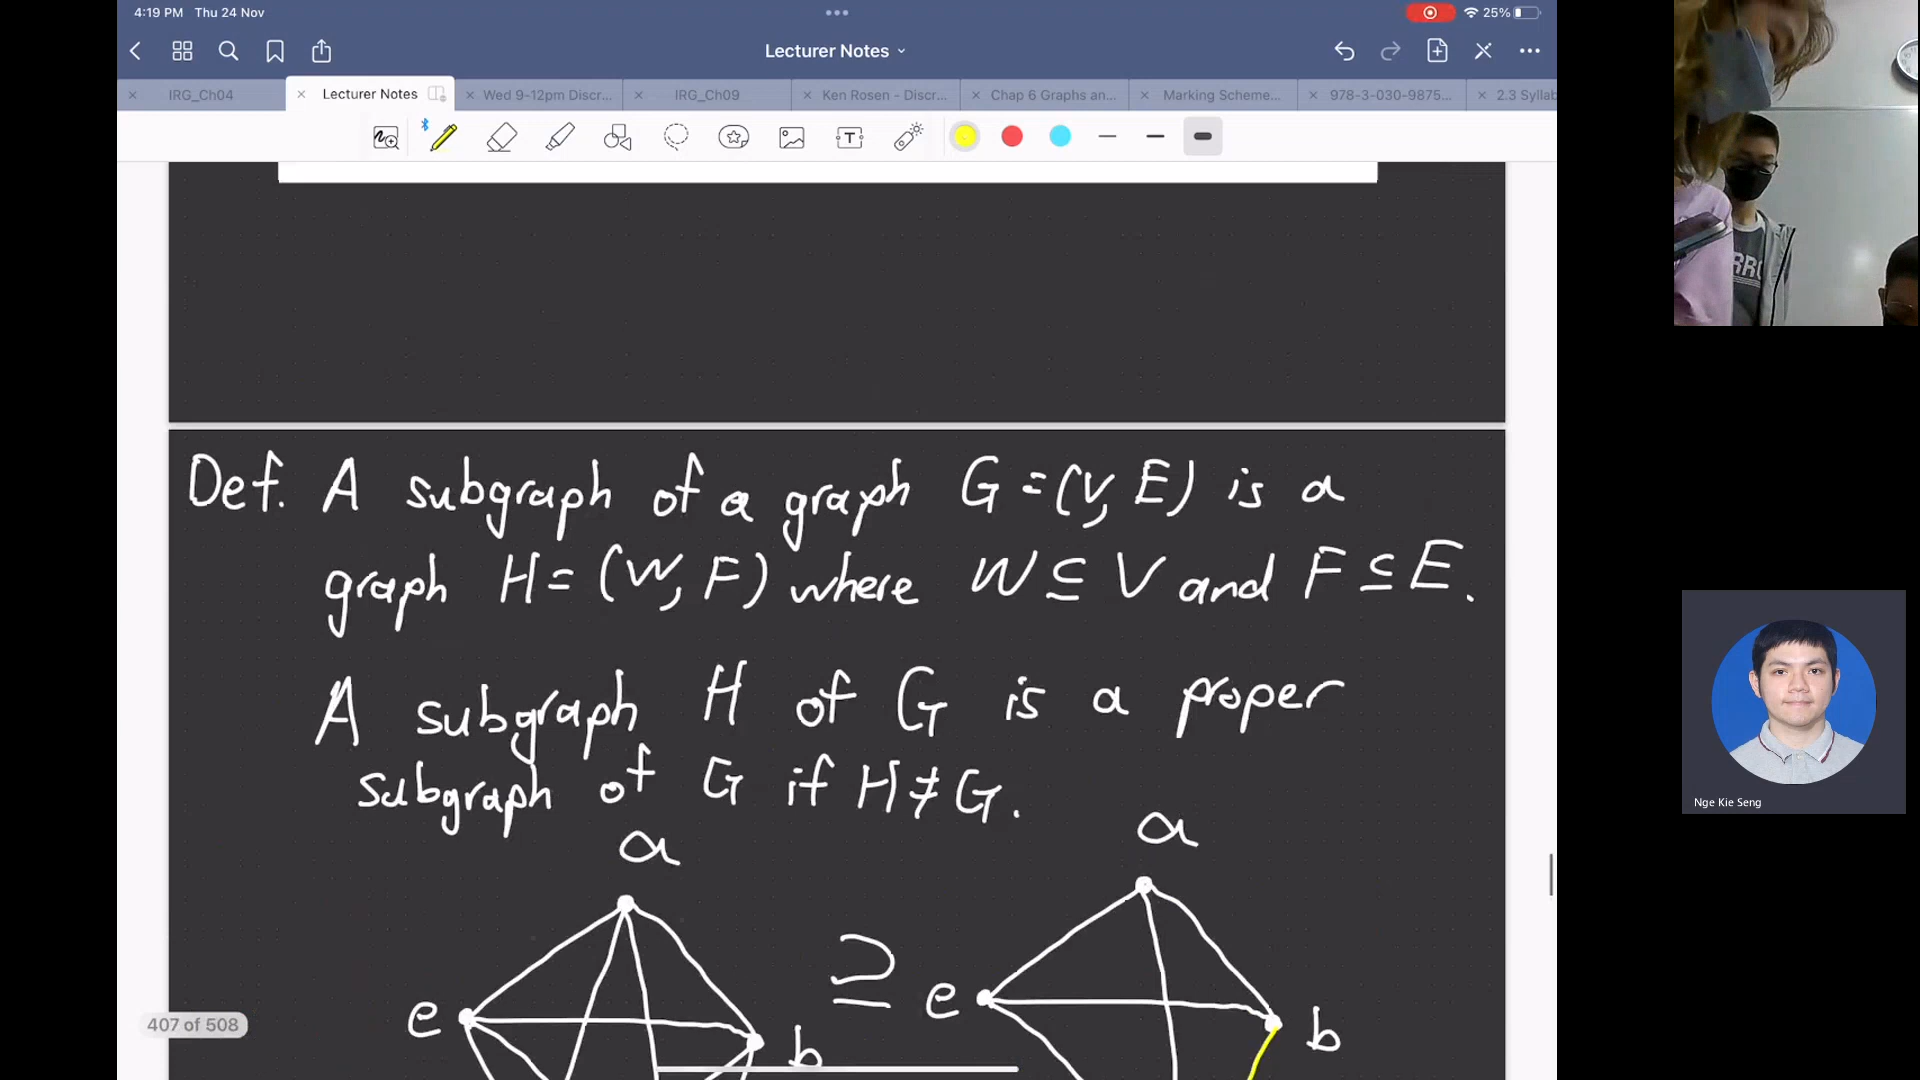 4:19 PM Thu 24 Nov
25%
Lecturer Notes
IRG_Ch04
Lecturer Notes
Wed 9-12pm Discr...
IRG_Ch09
Ken Rosen - Discr...
Chap 6 Graphs an...
Marking Scheme...
978-3-030-9875...
2.3 Syllab
Def. A subgraph of a graph G = (V, E) is a
graph H = (W, F) where W ⊆ V and F ⊆ E.
A subgraph H of G is a proper
subgraph of G if H ≠ G.
a a
⊇
e b e b
407 of 508
Nge Kie Seng